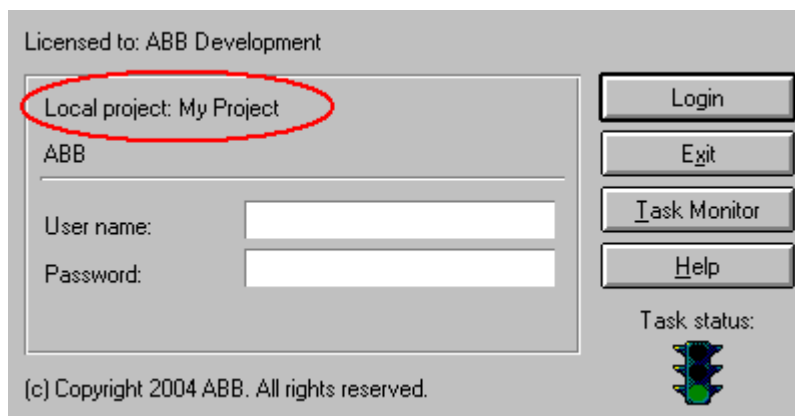 Licensed to: ABB Development
Local project: My Project
ABB
User name:
Password:
Login
Exit
Task Monitor
Help
Task status:
(c) Copyright 2004 ABB. All rights reserved.